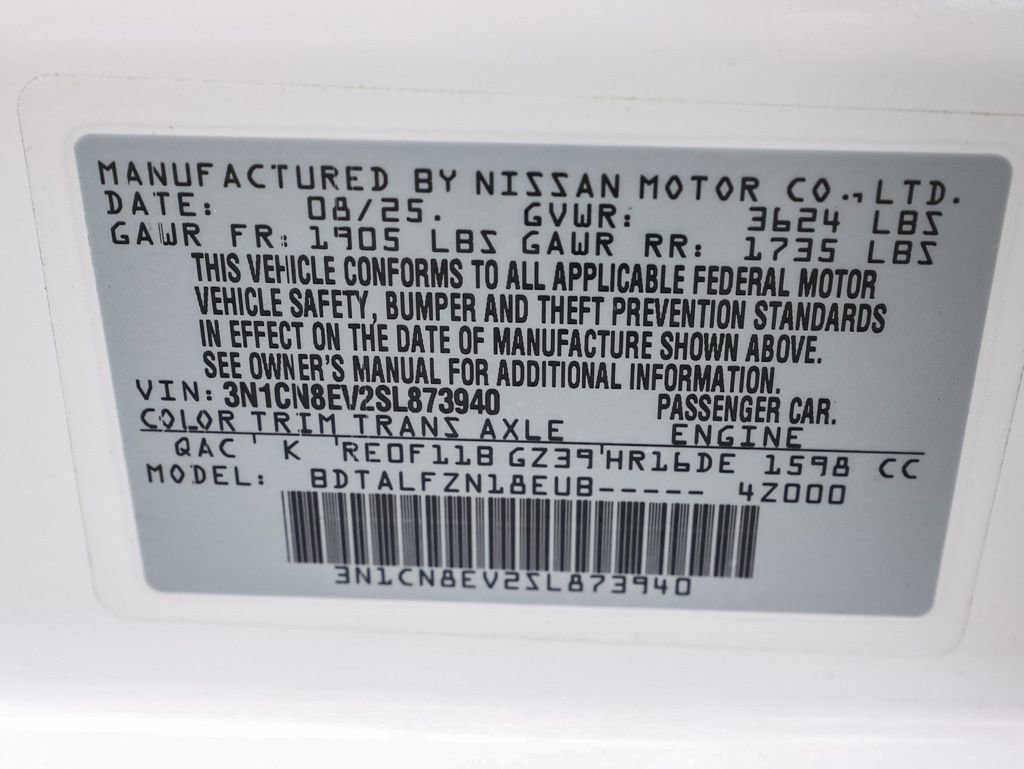 MANUFACTURED BY NISSAN MOTOR CO., LTD.
DATE: 08/25. GVWR: 3624 LBS
GAWR FR: 1905 LBS GAWR RR: 1735 LBS
THIS VEHICLE CONFORMS TO ALL APPLICABLE FEDERAL MOTOR
VEHICLE SAFETY, BUMPER AND THEFT PREVENTION STANDARDS
IN EFFECT ON THE DATE OF MANUFACTURE SHOWN ABOVE.
SEE OWNER'S MANUAL FOR ADDITIONAL INFORMATION.
VIN: 3N1CN8EV2SL873940 PASSENGER CAR.
COLOR TRIM TRANS AXLE ENGINE
QAC ' K 'RE0F11B GZ39'HR16DE 1598 CC
MODEL: BDTALFZN18EUB----- 4Z000
3N1CN8EV2SL873940